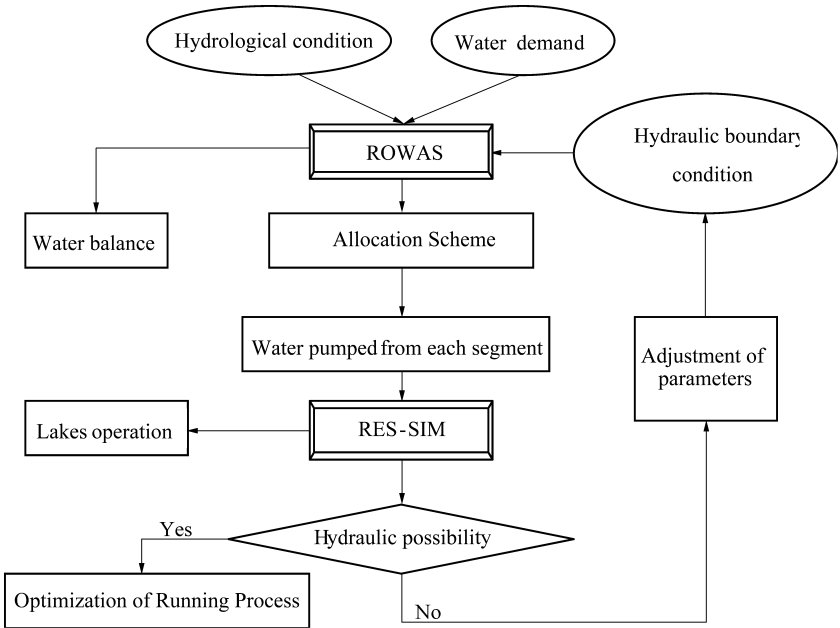 Hydrological condition
Water demand
ROWAS
Hydraulic boundary
condition
Water balance
Allocation Scheme
Water pumped from each segment
Adjustment of
parameters
Lakes operation
RES-SIM
Hydraulic possibility
Yes
Optimization of Running Process
No